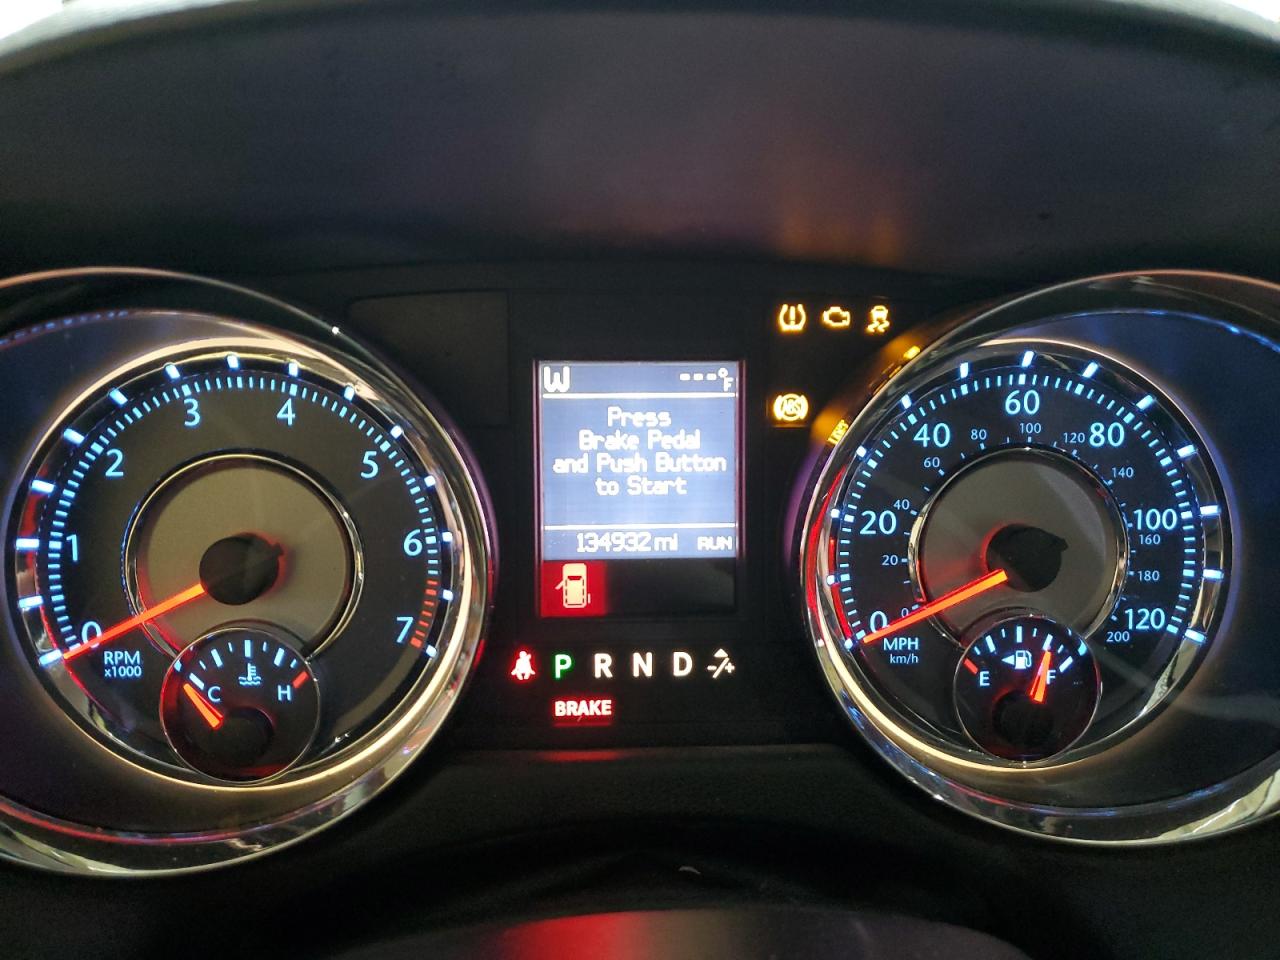 W ---°F
Press
Brake Pedal
and Push Button
to Start
134932 mi RUN
ABS
P R N D -/+
BRAKE
0 1 2 3 4 5 6 7
RPM
x1000
C H
0 20 40 60 80 100 120
0 20 40 60 80 100 120 140 160 180 200
MPH
km/h
E F